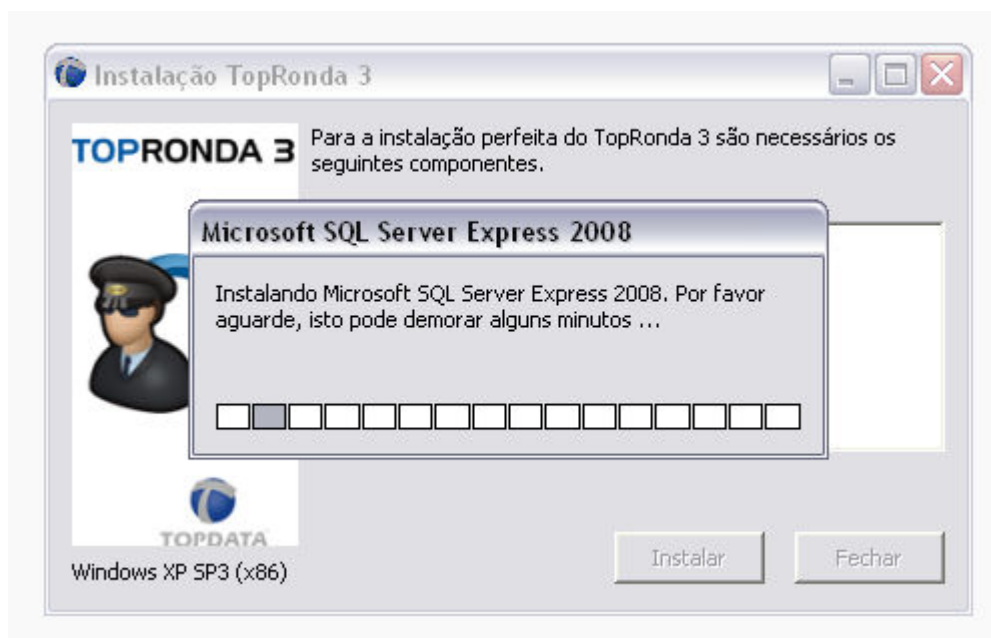 Instalação TopRonda 3
TOPRONDA 3
Para a instalação perfeita do TopRonda 3 são necessários os
seguintes componentes.
Microsoft SQL Server Express 2008
Instalando Microsoft SQL Server Express 2008. Por favor
aguarde, isto pode demorar alguns minutos ...
TOPDATA
Windows XP SP3 (x86)
Instalar
Fechar